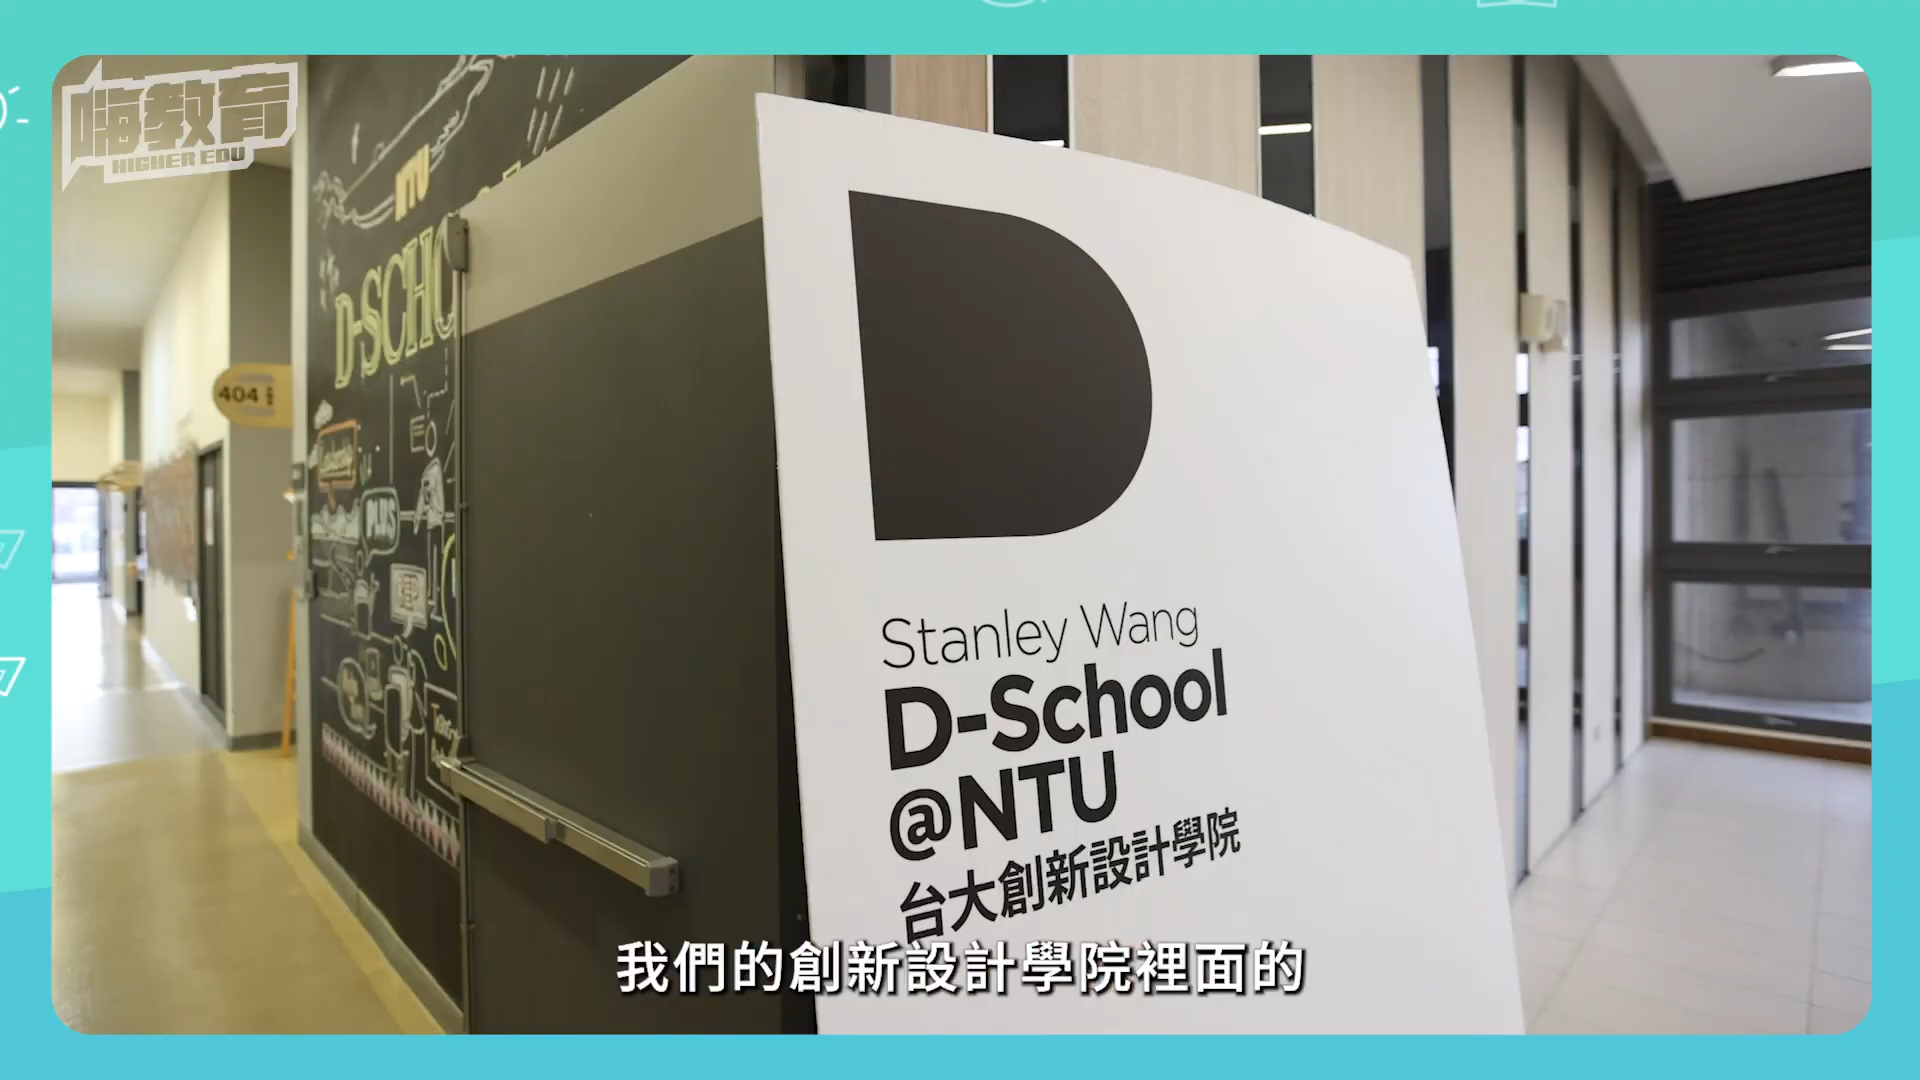 嗨教育
HIGHER EDU
NTU
D-SCHO
404
PLUS
Stanley Wang
D-School
@NTU
台大創新設計學院
我們的創新設計學院裡面的